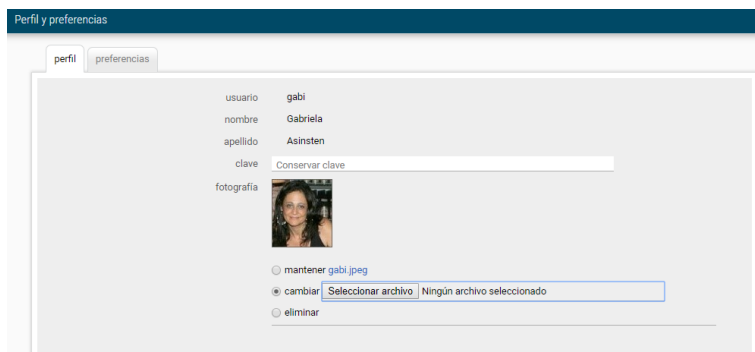 Perfil y preferencias
perfil preferencias
usuario gabi
nombre Gabriela
apellido Asinsten
clave Conservar clave
fotografía
mantener gabi.jpeg
cambiar Seleccionar archivo Ningún archivo seleccionado
eliminar